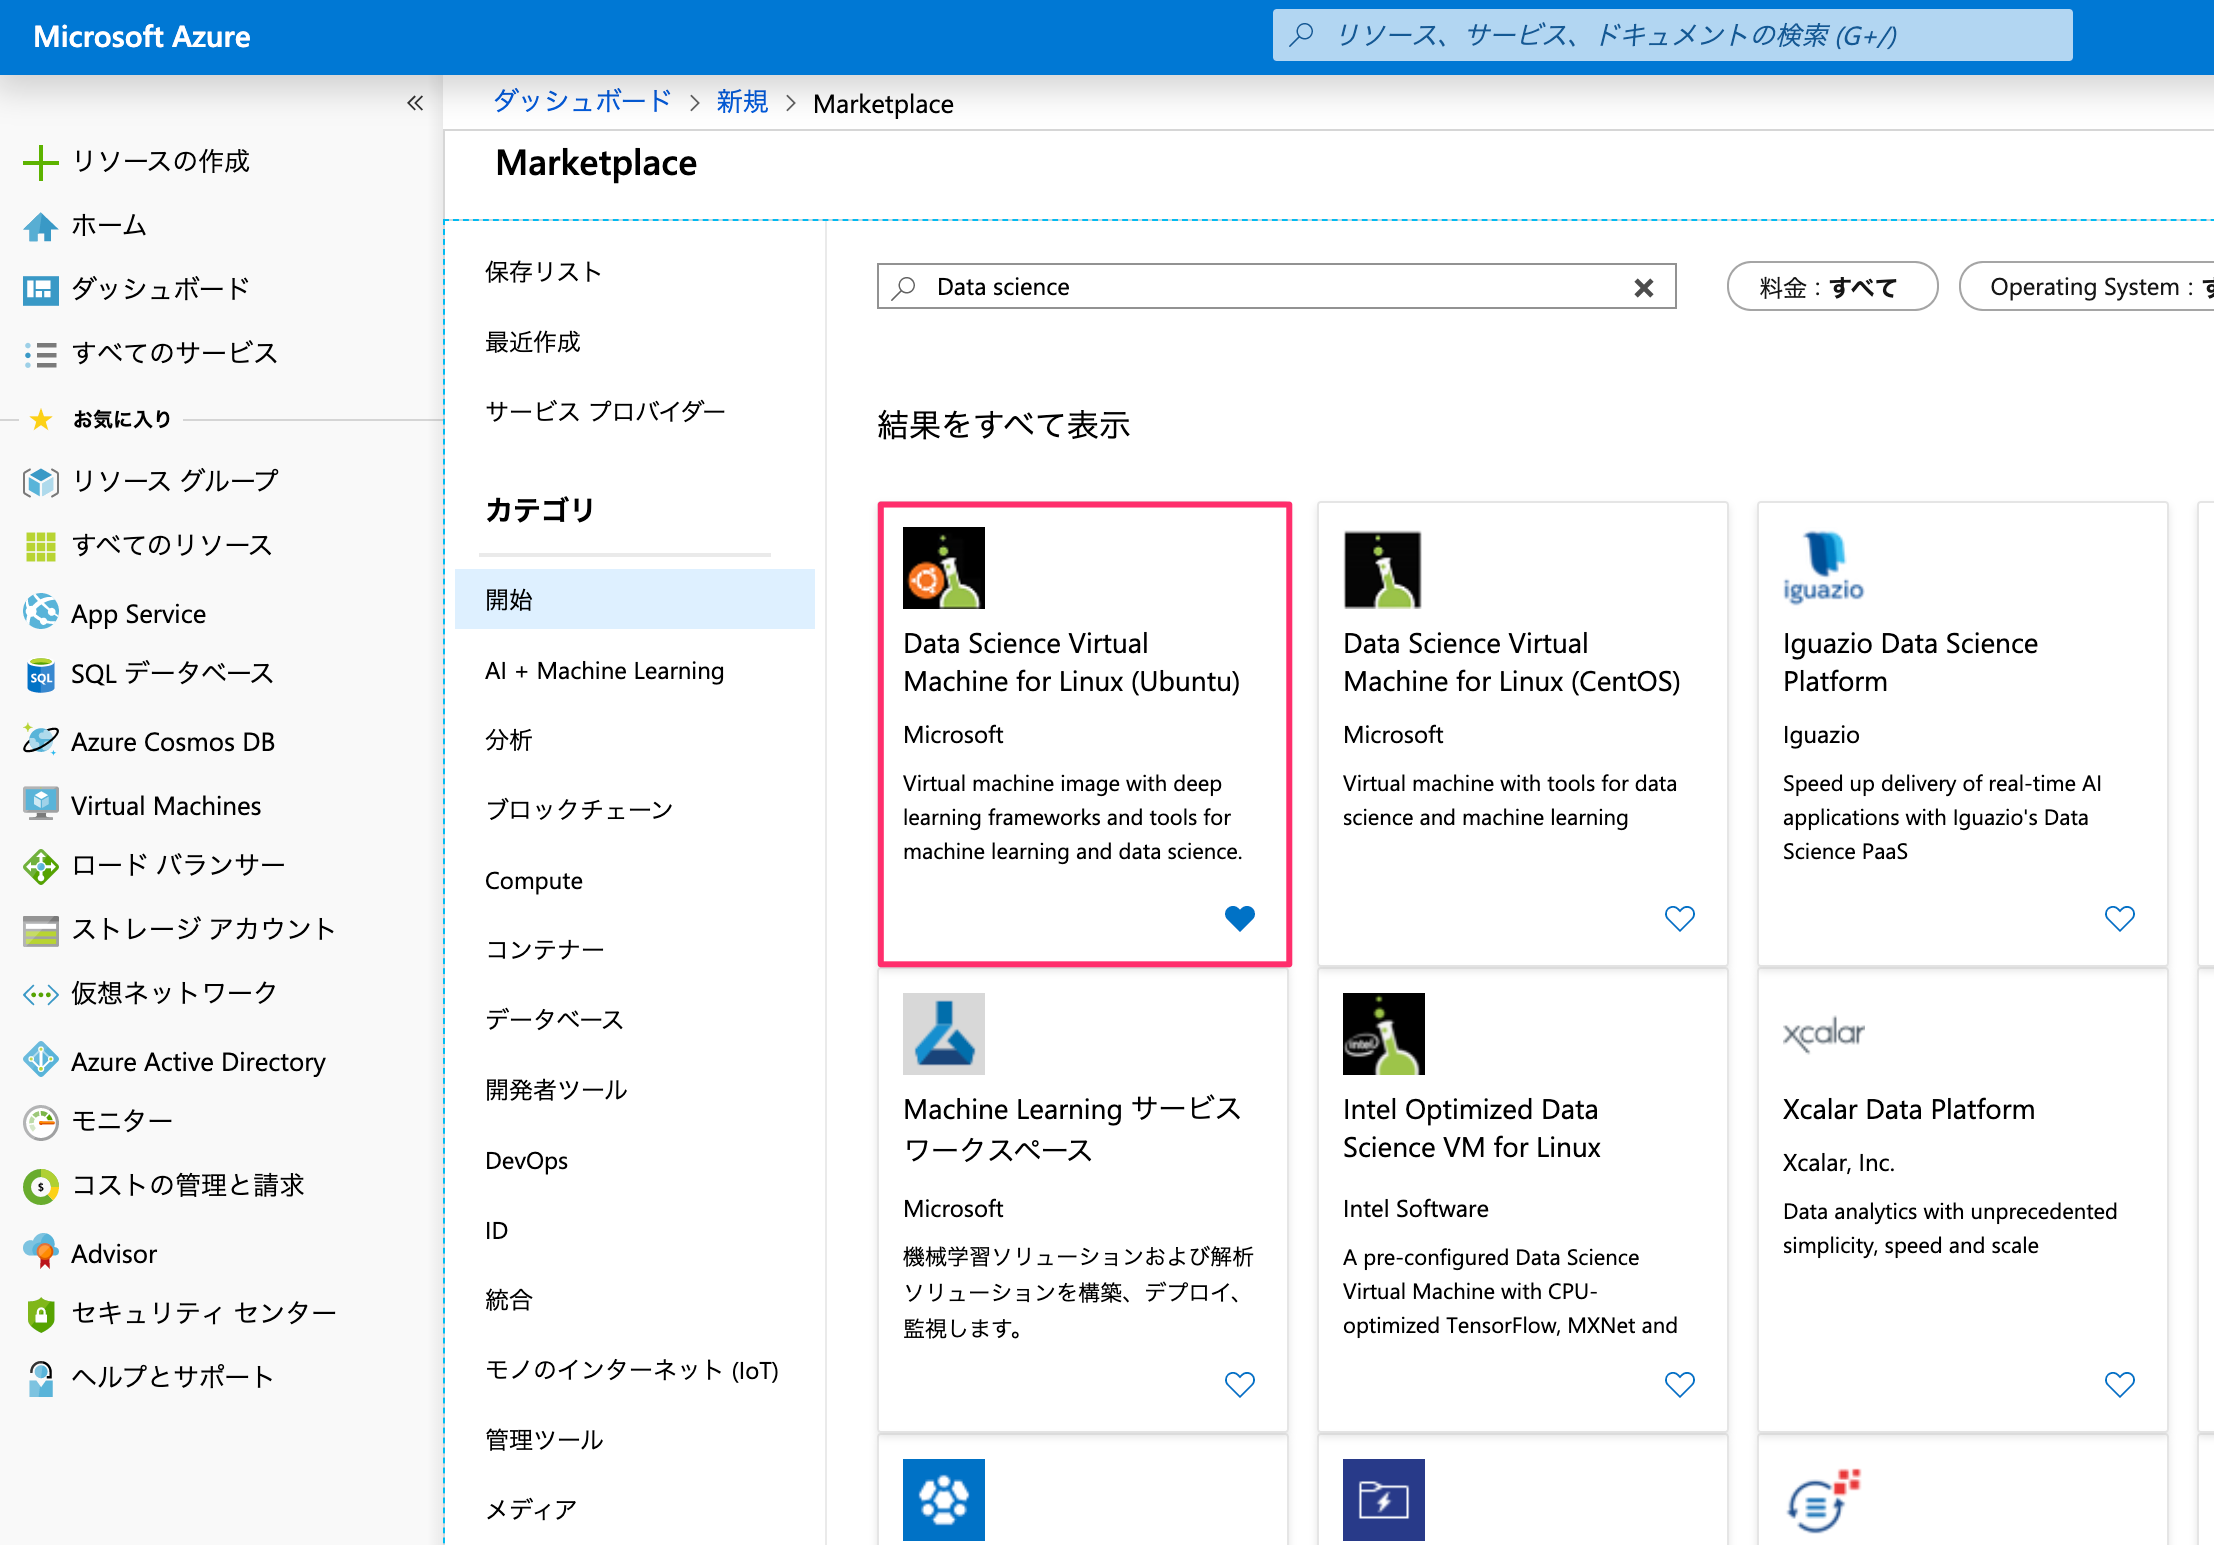 Microsoft Azure
リソース、サービス、ドキュメントの検索 (G+/)
«
ダッシュボード > 新規 > Marketplace
Marketplace
リソースの作成
ホーム
ダッシュボード
すべてのサービス
お気に入り
リソース グループ
すべてのリソース
App Service
SQL データベース
Azure Cosmos DB
Virtual Machines
ロード バランサー
ストレージ アカウント
仮想ネットワーク
Azure Active Directory
モニター
コストの管理と請求
Advisor
セキュリティ センター
ヘルプとサポート
保存リスト
最近作成
サービス プロバイダー
カテゴリ
開始
AI + Machine Learning
分析
ブロックチェーン
Compute
コンテナー
データベース
開発者ツール
DevOps
ID
統合
モノのインターネット (IoT)
管理ツール
メディア
Data science
料金 : すべて
Operating System : す
結果をすべて表示
Data Science Virtual
Machine for Linux (Ubuntu)
Microsoft
Virtual machine image with deep
learning frameworks and tools for
machine learning and data science.
Data Science Virtual
Machine for Linux (CentOS)
Microsoft
Virtual machine with tools for data
science and machine learning
iguazio
Iguazio Data Science
Platform
Iguazio
Speed up delivery of real-time AI
applications with Iguazio's Data
Science PaaS
Machine Learning サービス
ワークスペース
Microsoft
機械学習ソリューションおよび解析
ソリューションを構築、デプロイ、
監視します。
intel
Intel Optimized Data
Science VM for Linux
Intel Software
A pre-configured Data Science
Virtual Machine with CPU-
optimized TensorFlow, MXNet and
xcalar
Xcalar Data Platform
Xcalar, Inc.
Data analytics with unprecedented
simplicity, speed and scale